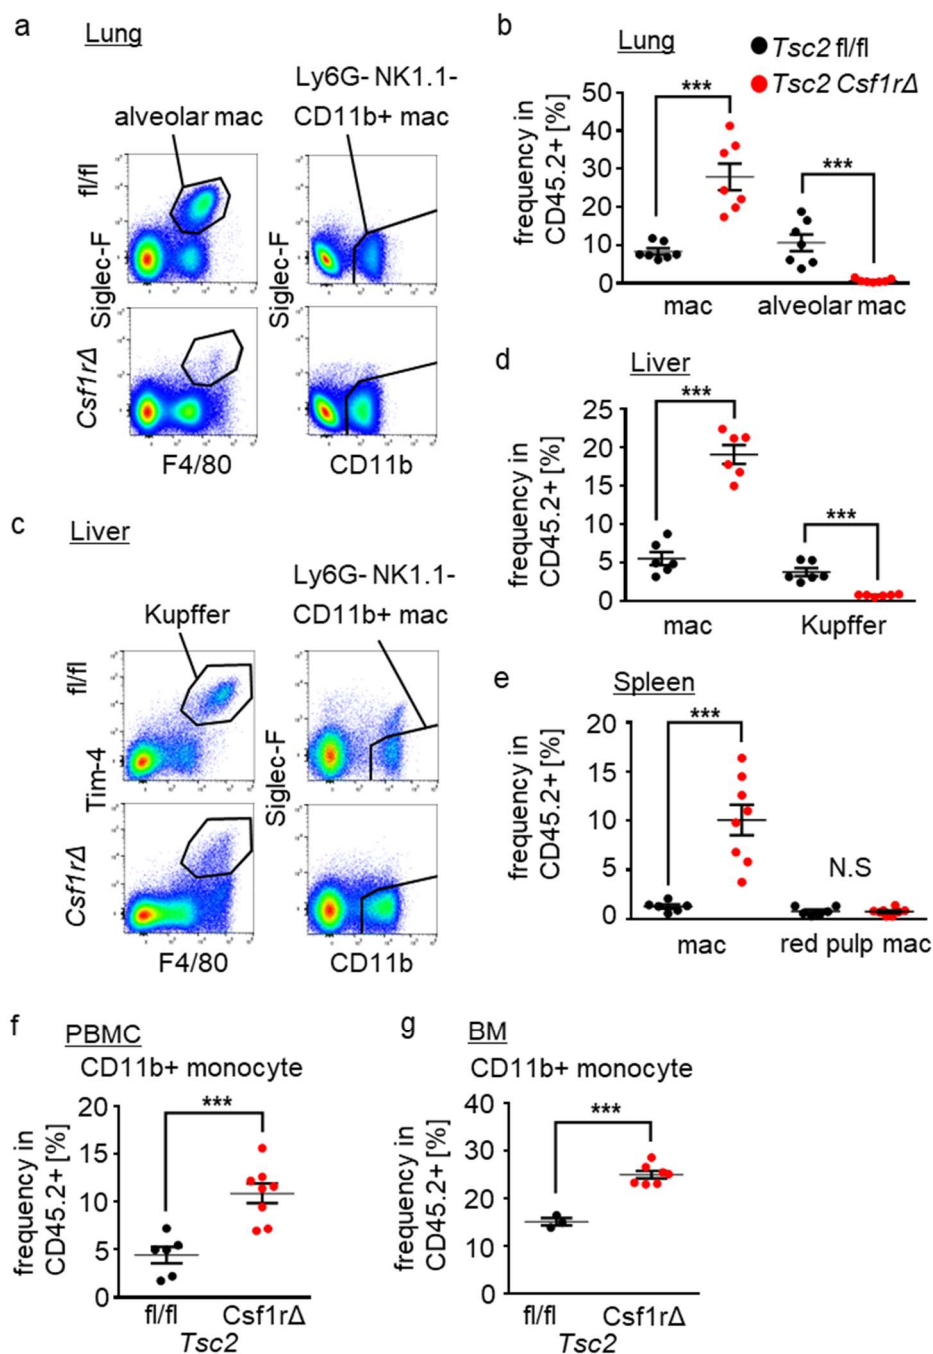 a
Lung
alveolar mac
Ly6G- NK1.1-
CD11b+ mac
fl/fl
Siglec-F
Csf1rΔ
F4/80
CD11b
b
Lung
Tsc2 fl/fl
Tsc2 Csf1rΔ
frequency in
CD45.2+ [%]
50
40
30
20
10
0
***
***
mac
alveolar mac
c
Liver
Kupffer
Ly6G- NK1.1-
CD11b+ mac
fl/fl
Tim-4
Siglec-F
Csf1rΔ
F4/80
CD11b
d
Liver
frequency in
CD45.2+ [%]
25
20
15
10
5
0
***
***
mac
Kupffer
e
Spleen
frequency in
CD45.2+ [%]
20
15
10
5
0
***
N.S
mac
red pulp mac
f
PBMC
CD11b+ monocyte
frequency in
CD45.2+ [%]
20
15
10
5
0
***
fl/fl
Csf1rΔ
Tsc2
g
BM
CD11b+ monocyte
frequency in
CD45.2+ [%]
40
30
20
10
0
***
fl/fl
Csf1rΔ
Tsc2